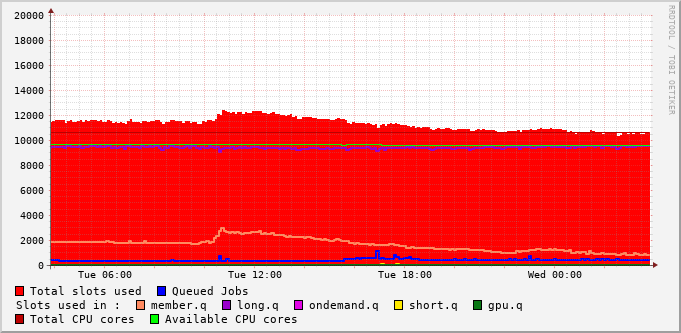 20000
18000
16000
14000
12000
10000
8000
6000
4000
2000
0
Tue 06:00 Tue 12:00 Tue 18:00 Wed 00:00
RRDTOOL / TOBI OETIKER
Total slots used Queued Jobs
Slots used in : member.q long.q ondemand.q short.q gpu.q
Total CPU cores Available CPU cores